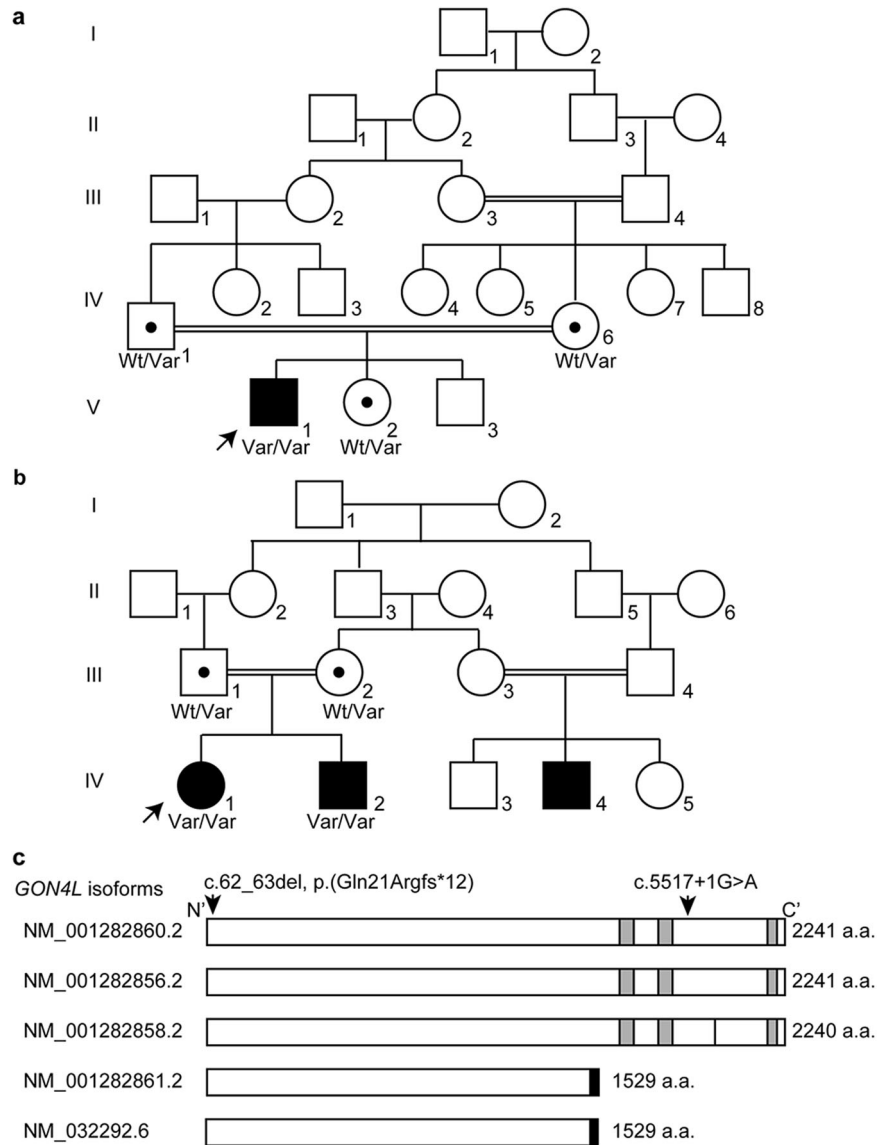 a
I
1 2
II
1 2 3 4
III
1 2 3 4
IV
2 3 4 5 7 8
1 6
Wt/Var Wt/Var
V
1 2 3
Var/Var Wt/Var
b
I
1 2
II
1 2 3 4 5 6
III
1 2 3 4
Wt/Var Wt/Var
IV
1 2 3 4 5
Var/Var Var/Var
c
GON4L isoforms
c.62_63del, p.(Gln21Argfs*12) c.5517+1G>A
N' C'
NM_001282860.2 2241 a.a.
NM_001282856.2 2241 a.a.
NM_001282858.2 2240 a.a.
NM_001282861.2 1529 a.a.
NM_032292.6 1529 a.a.